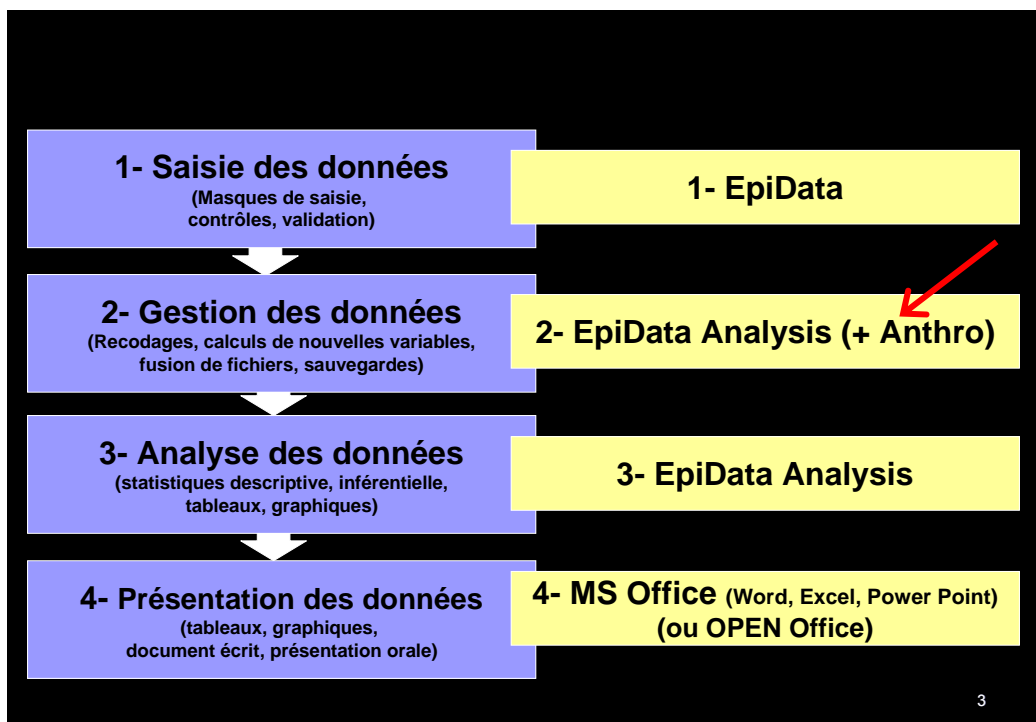 1- Saisie des données
(Masques de saisie,
contrôles, validation)
1- EpiData
2- Gestion des données
(Recodages, calculs de nouvelles variables,
fusion de fichiers, sauvegardes)
2- EpiData Analysis (+ Anthro)
3- Analyse des données
(statistiques descriptive, inférentielle,
tableaux, graphiques)
3- EpiData Analysis
4- Présentation des données
(tableaux, graphiques,
document écrit, présentation orale)
4- MS Office (Word, Excel, Power Point)
(ou OPEN Office)
3